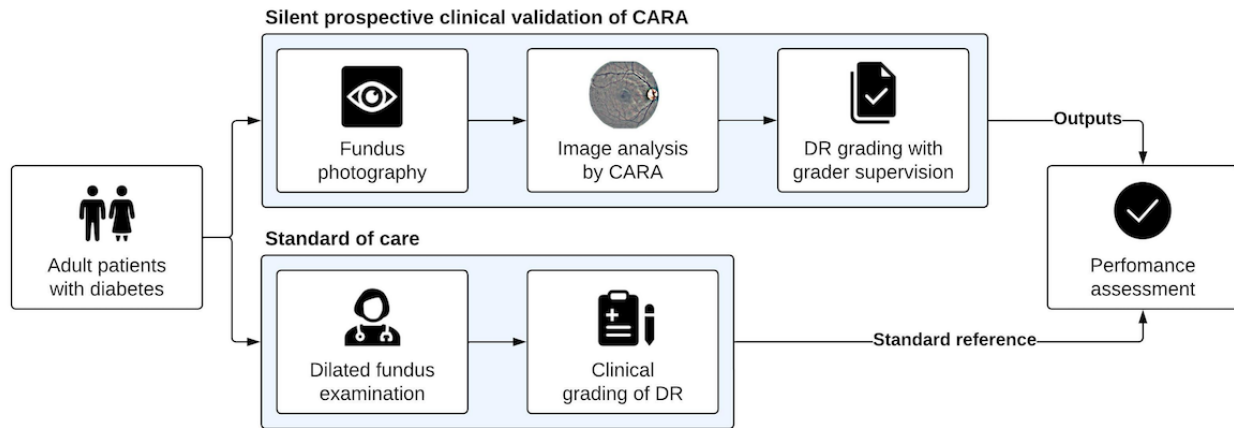 Silent prospective clinical validation of CARA
Fundus
photography
Image analysis
by CARA
DR grading with
grader supervision
Outputs
Adult patients
with diabetes
Standard of care
Dilated fundus
examination
Clinical
grading of DR
Standard reference
Perfomance
assessment